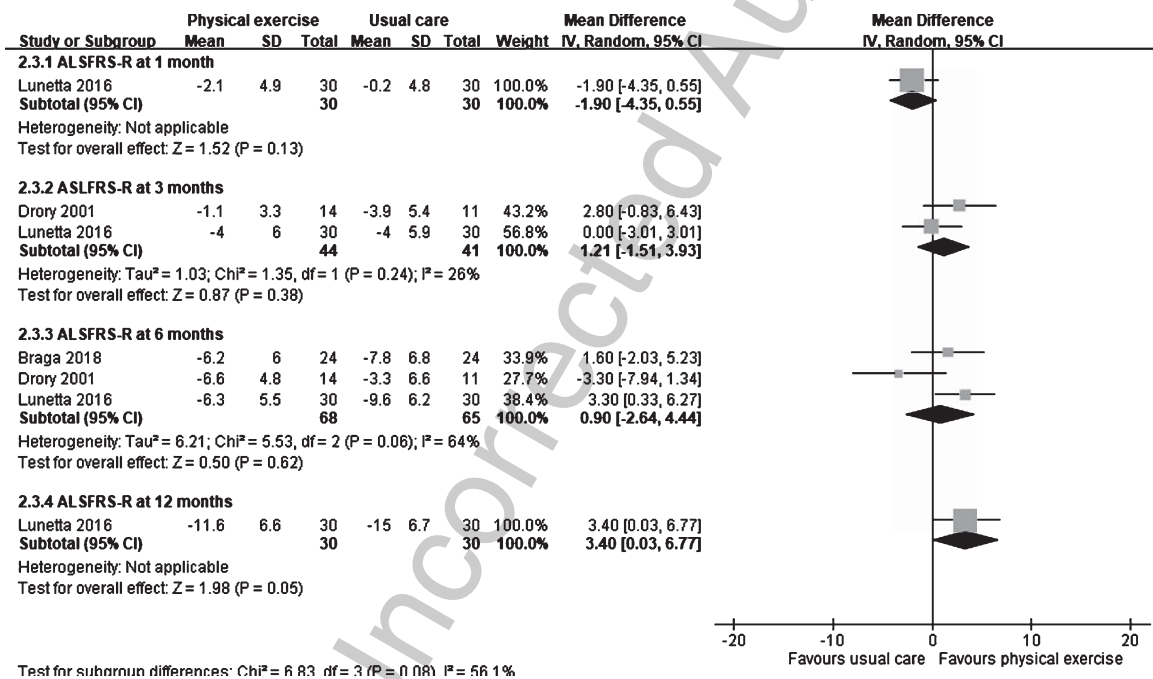 Physical exercise Usual care Mean Difference Mean Difference
Study or Subgroup Mean SD Total Mean SD Total Weight IV, Random, 95% CI IV, Random, 95% CI
2.3.1 ALSFRS-R at 1 month
Lunetta 2016 -2.1 4.9 30 -0.2 4.8 30 100.0% -1.90 [-4.35, 0.55]
Subtotal (95% CI) 30 30 100.0% -1.90 [-4.35, 0.55]
Heterogeneity: Not applicable
Test for overall effect: Z = 1.52 (P = 0.13)
2.3.2 ASLFRS-R at 3 months
Drory 2001 -1.1 3.3 14 -3.9 5.4 11 43.2% 2.80 [-0.83, 6.43]
Lunetta 2016 -4 6 30 -4 5.9 30 56.8% 0.00 [-3.01, 3.01]
Subtotal (95% CI) 44 41 100.0% 1.21 [-1.51, 3.93]
Heterogeneity: Tau² = 1.03; Chi² = 1.35, df = 1 (P = 0.24); I² = 26%
Test for overall effect: Z = 0.87 (P = 0.38)
2.3.3 ALSFRS-R at 6 months
Braga 2018 -6.2 6 24 -7.8 6.8 24 33.9% 1.60 [-2.03, 5.23]
Drory 2001 -6.6 4.8 14 -3.3 6.6 11 27.7% -3.30 [-7.94, 1.34]
Lunetta 2016 -6.3 5.5 30 -9.6 6.2 30 38.4% 3.30 [0.33, 6.27]
Subtotal (95% CI) 68 65 100.0% 0.90 [-2.64, 4.44]
Heterogeneity: Tau² = 6.21; Chi² = 5.53, df = 2 (P = 0.06); I² = 64%
Test for overall effect: Z = 0.50 (P = 0.62)
2.3.4 ALSFRS-R at 12 months
Lunetta 2016 -11.6 6.6 30 -15 6.7 30 100.0% 3.40 [0.03, 6.77]
Subtotal (95% CI) 30 30 100.0% 3.40 [0.03, 6.77]
Heterogeneity: Not applicable
Test for overall effect: Z = 1.98 (P = 0.05)
-20 -10 0 10 20
Favours usual care Favours physical exercise
Test for subgroup differences: Chi² = 6.83, df = 3 (P = 0.08), I² = 56.1%
Incorrected A